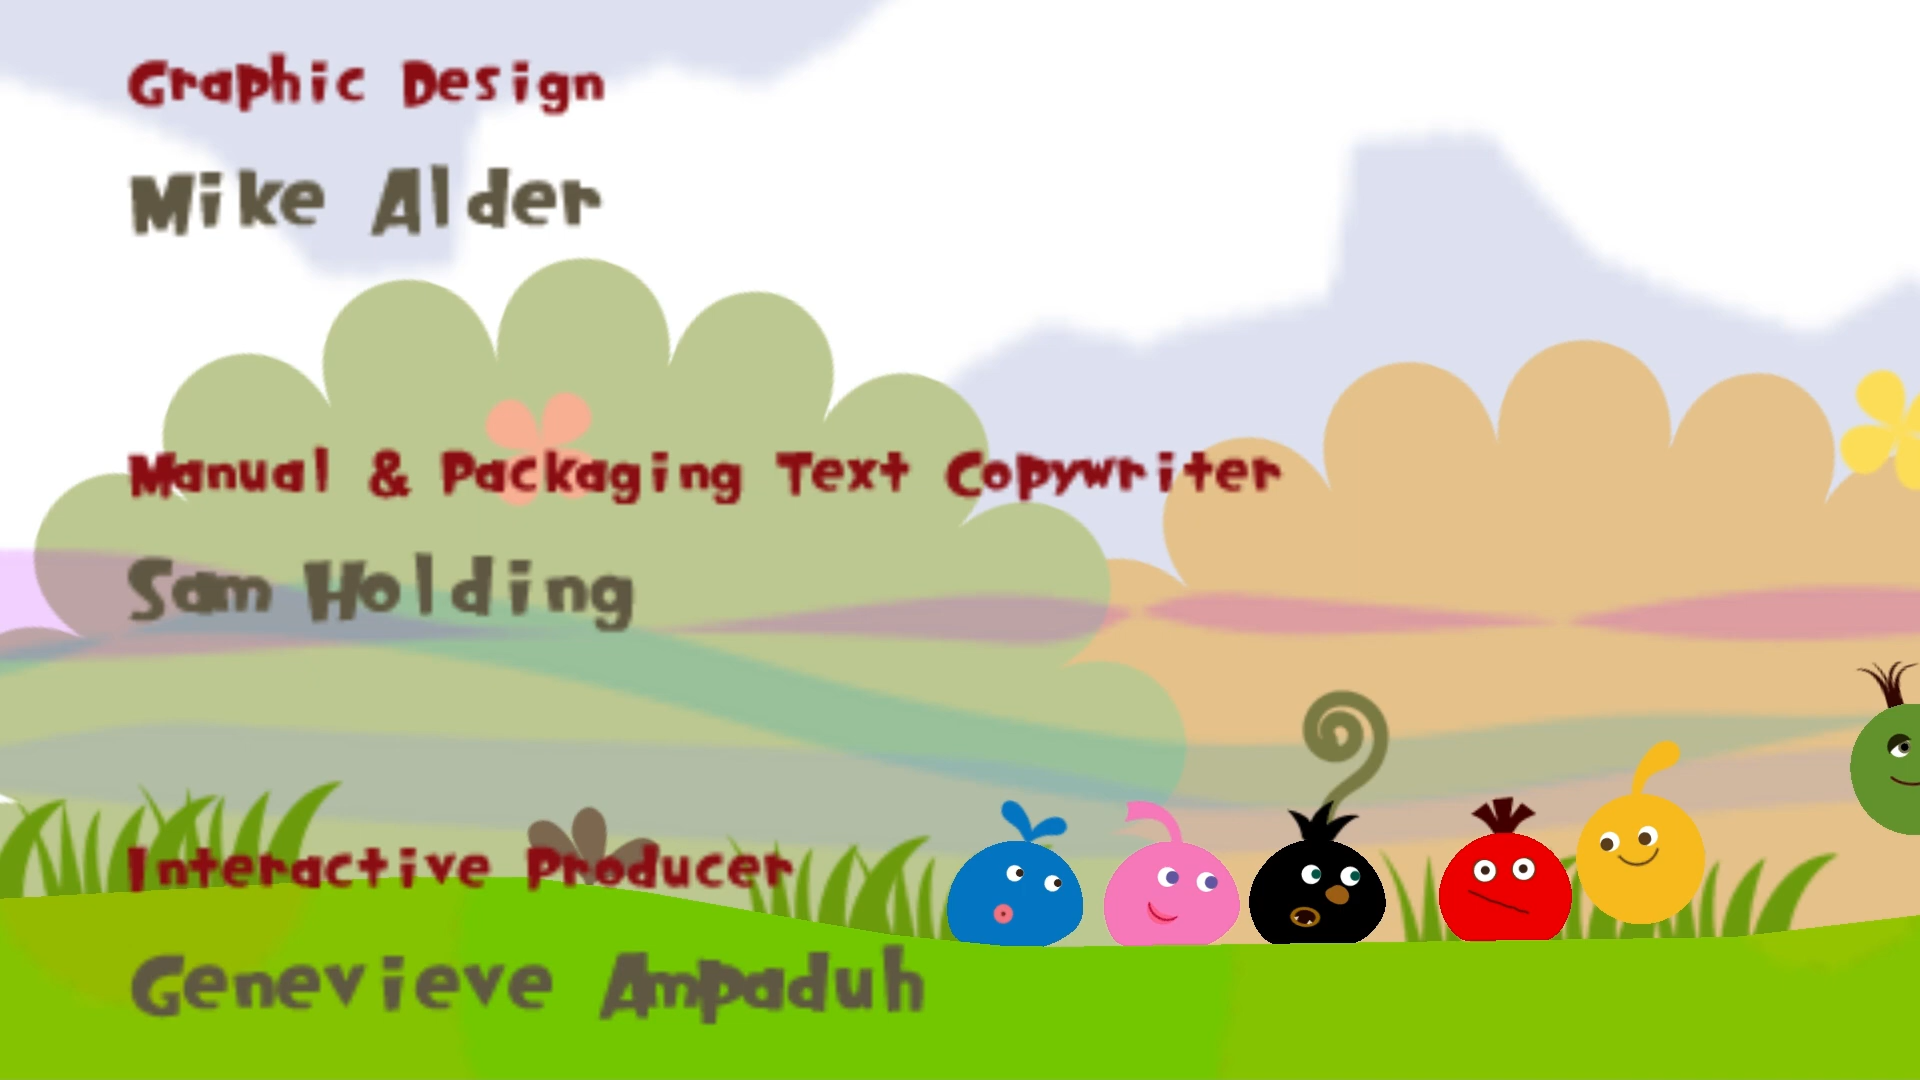 Graphic Design
Mike Alder
Manual & Packaging Text Copywriter
Sam Holding
Interactive Producer
Genevieve Ampaduh